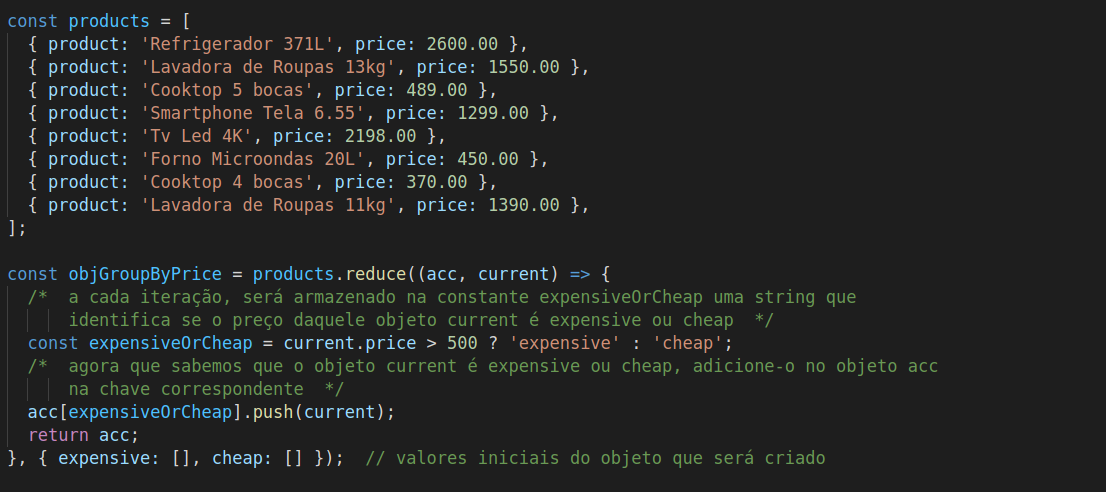 const products = [
  { product: 'Refrigerador 371L', price: 2600.00 },
  { product: 'Lavadora de Roupas 13kg', price: 1550.00 },
  { product: 'Cooktop 5 bocas', price: 489.00 },
  { product: 'Smartphone Tela 6.55', price: 1299.00 },
  { product: 'Tv Led 4K', price: 2198.00 },
  { product: 'Forno Microondas 20L', price: 450.00 },
  { product: 'Cooktop 4 bocas', price: 370.00 },
  { product: 'Lavadora de Roupas 11kg', price: 1390.00 },
];

const objGroupByPrice = products.reduce((acc, current) => {
  /*  a cada iteração, será armazenado na constante expensiveOrCheap uma string que
      identifica se o preço daquele objeto current é expensive ou cheap  */
  const expensiveOrCheap = current.price > 500 ? 'expensive' : 'cheap';
  /*  agora que sabemos que o objeto current é expensive ou cheap, adicione-o no objeto acc
      na chave correspondente  */
  acc[expensiveOrCheap].push(current);
  return acc;
}, { expensive: [], cheap: [] });  // valores iniciais do objeto que será criado